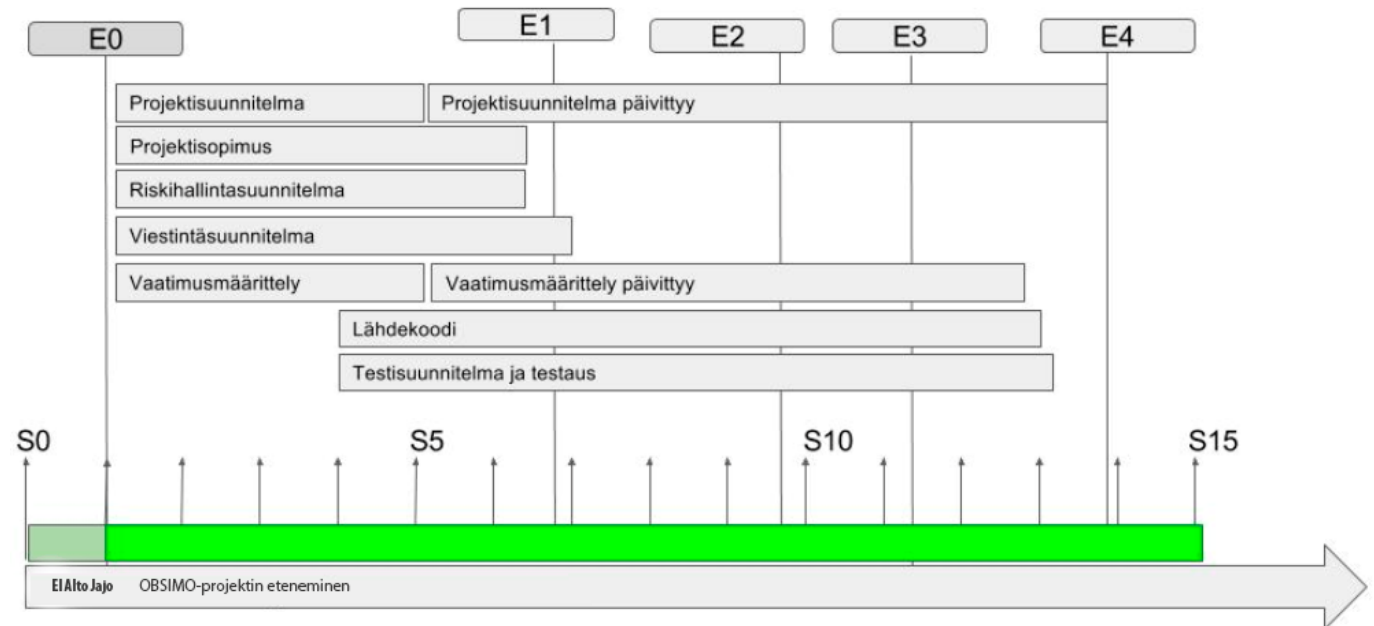 E0
E1
E2
E3
E4
Projektisuunnitelma
Projektisuunnitelma päivittyy
Projektisopimus
Riskihallintasuunnitelma
Viestintäsuunnitelma
Vaatimusmäärittely
Vaatimusmäärittely päivittyy
Lähdekoodi
Testisuunnitelma ja testaus
S0
S5
S10
S15
El Alto Jajo
OBSIMO-projektin eteneminen